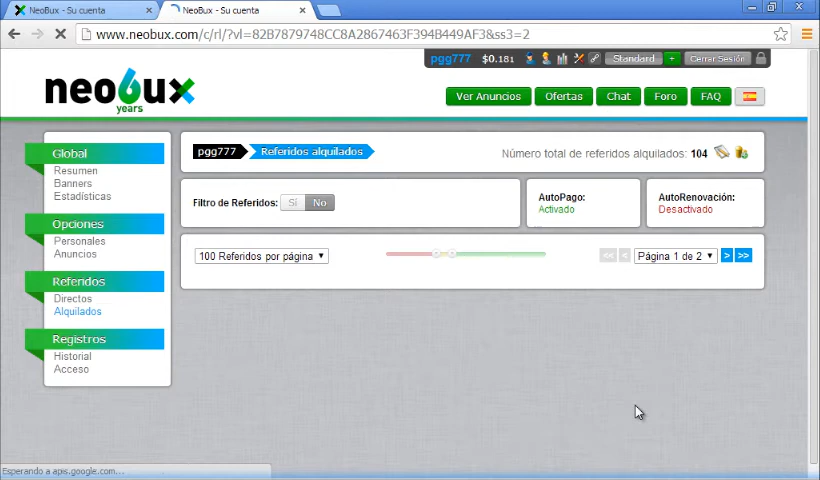 NeoBux - Su cuenta
NeoBux - Su cuenta
www.neobux.com/c/rl/?vl=82B7879748CC8A2867463F394B449AF3&ss3=2
pgg777 $0.181 Standard + Cerrar Sesión
neobux
years
Ver Anuncios Ofertas Chat Foro FAQ
Global
Resumen
Banners
Estadísticas
Opciones
Personales
Anuncios
Referidos
Directos
Alquilados
Registros
Historial
Acceso
pgg777 Referidos alquilados Número total de referidos alquilados: 104
Filtro de Referidos: Sí No
AutoPago:
Activado
AutoRenovación:
Desactivado
100 Referidos por página << < Página 1 de 2 > >>
Esperando a apis.google.com...